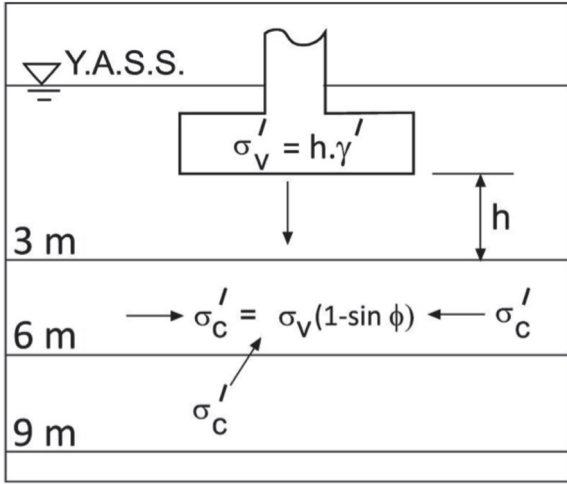 Y.A.S.S.
σv′ = h.γ′
h
3 m
σc′ = σv(1-sin ϕ)
σc′
6 m
σc′
9 m